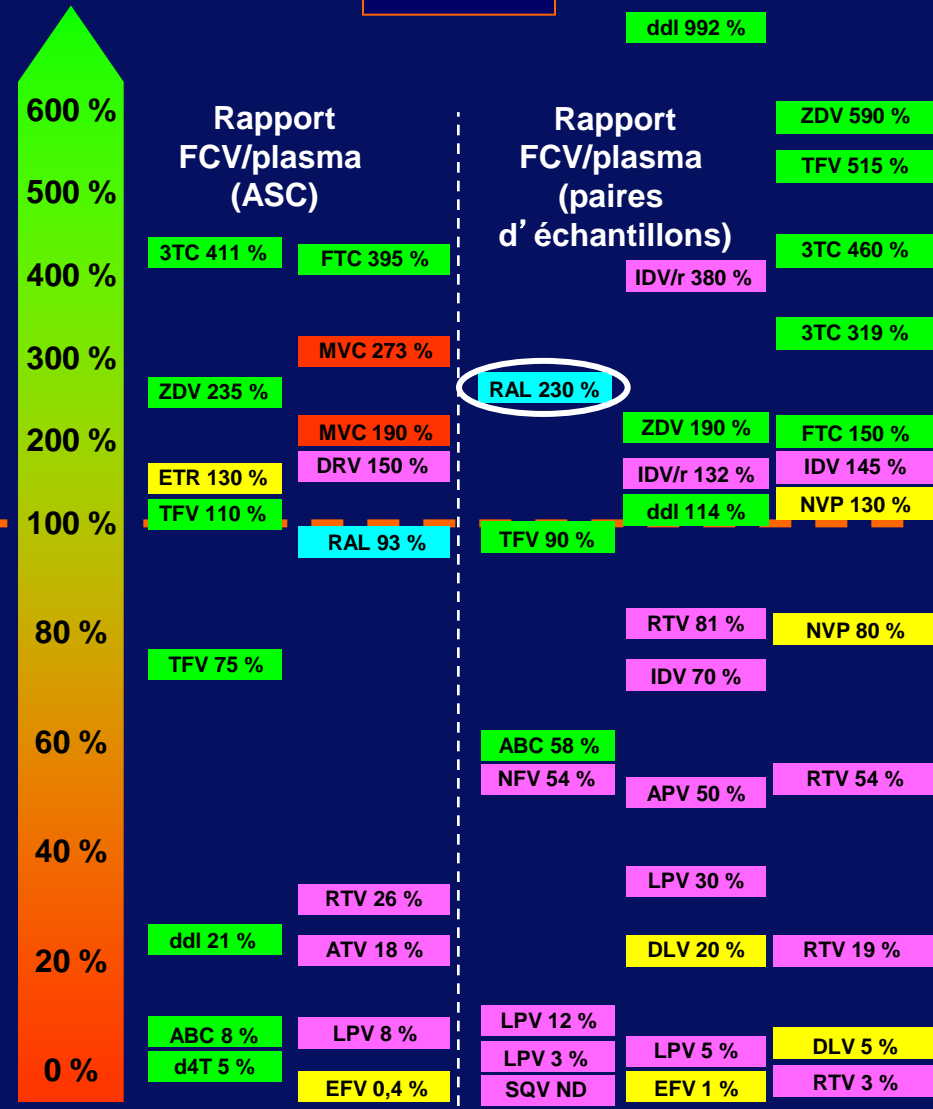 600 %
500 %
400 %
300 %
200 %
100 %
80 %
60 %
40 %
20 %
0 %
Rapport
FCV/plasma
(ASC)
3TC 411 %
FTC 395 %
MVC 273 %
ZDV 235 %
MVC 190 %
DRV 150 %
ETR 130 %
TFV 110 %
RAL 93 %
TFV 75 %
RTV 26 %
ddI 21 %
ATV 18 %
ABC 8 %
LPV 8 %
d4T 5 %
EFV 0,4 %
Rapport
FCV/plasma
(paires
d’ échantillons)
ddI 992 %
ZDV 590 %
TFV 515 %
3TC 460 %
IDV/r 380 %
3TC 319 %
RAL 230 %
ZDV 190 %
FTC 150 %
IDV/r 132 %
IDV 145 %
ddI 114 %
NVP 130 %
TFV 90 %
RTV 81 %
NVP 80 %
IDV 70 %
ABC 58 %
NFV 54 %
APV 50 %
RTV 54 %
LPV 30 %
DLV 20 %
RTV 19 %
LPV 12 %
LPV 3 %
LPV 5 %
DLV 5 %
SQV ND
EFV 1 %
RTV 3 %